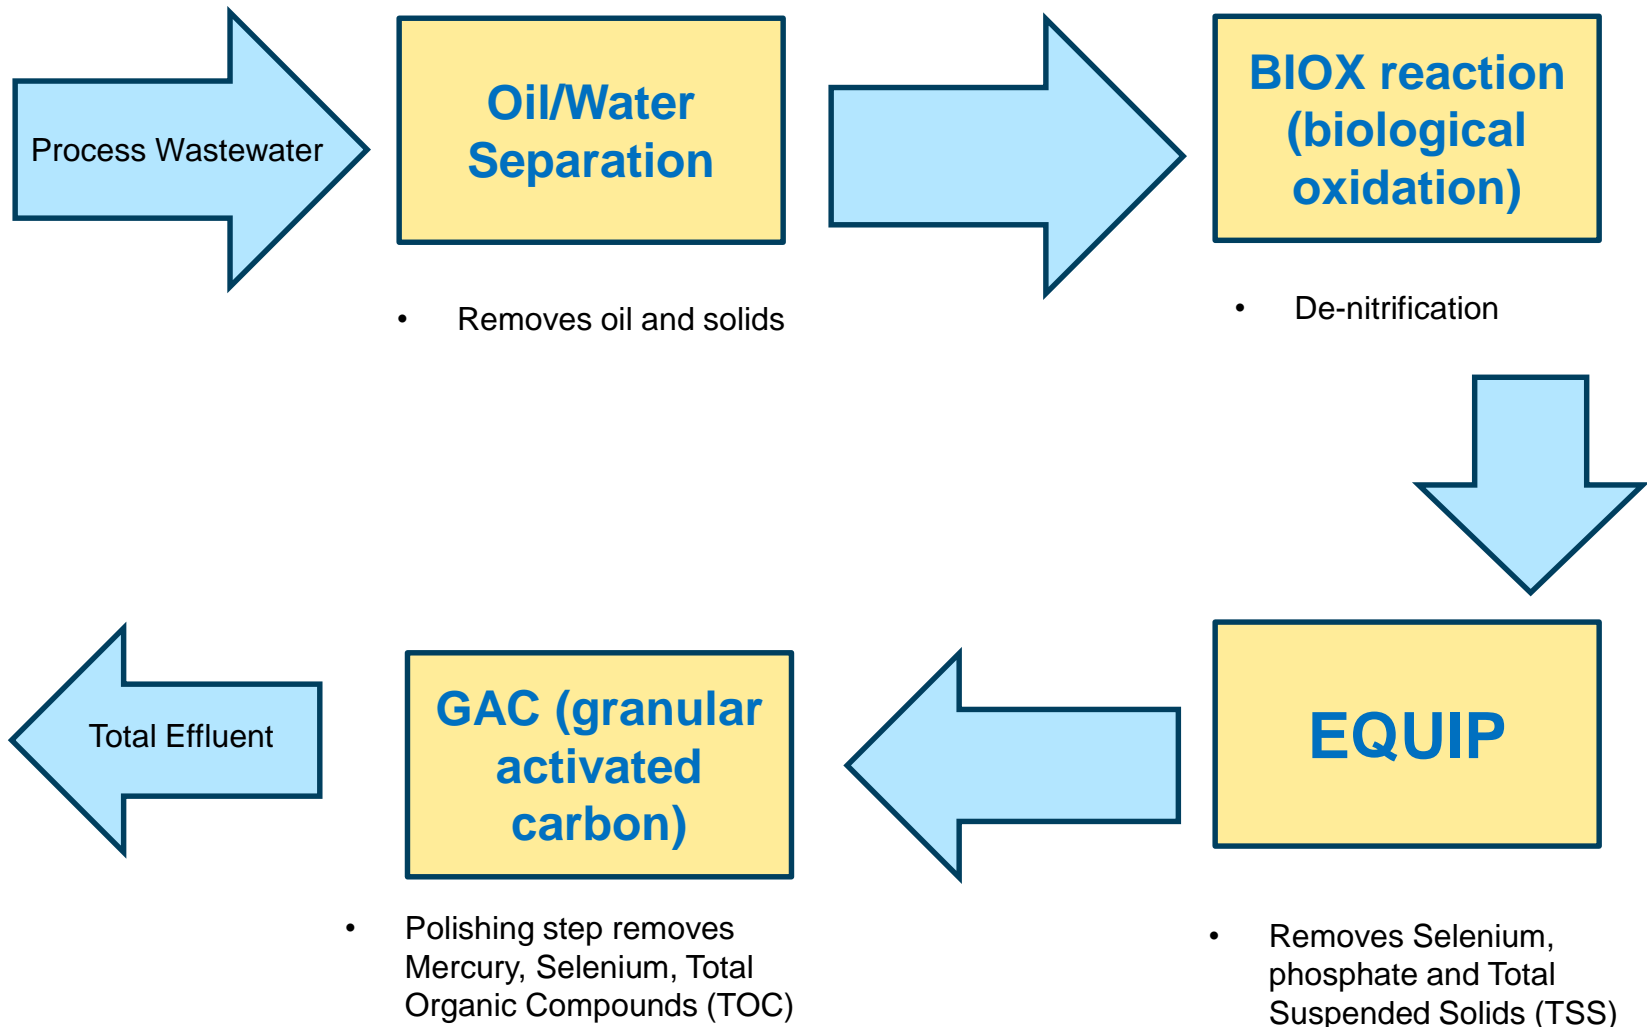 Process Wastewater
Oil/Water
Separation
• Removes oil and solids
BIOX reaction
(biological
oxidation)
• De-nitrification
EQUIP
• Removes Selenium,
phosphate and Total
Suspended Solids (TSS)
GAC (granular
activated
carbon)
• Polishing step removes
Mercury, Selenium, Total
Organic Compounds (TOC)
Total Effluent